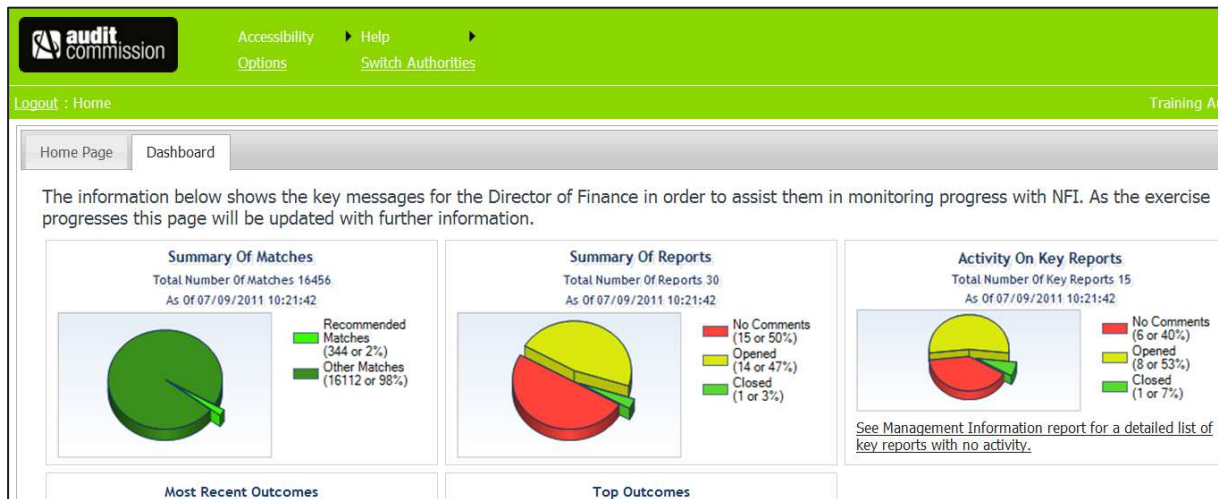 audit
commission
Accessibility
Help
Options
Switch Authorities
Logout : Home
Training
Home Page
Dashboard
The information below shows the key messages for the Director of Finance in order to assist them in monitoring progress with NFI. As the exercise
progresses this page will be updated with further information.
Summary Of Matches
Total Number Of Matches 16456
As Of 07/09/2011 10:21:42
Recommended
Matches
(344 or 2%)
Other Matches
(16112 or 98%)
Summary Of Reports
Total Number Of Reports 30
As Of 07/09/2011 10:21:42
No Comments
(15 or 50%)
Opened
(14 or 47%)
Closed
(1 or 3%)
Activity On Key Reports
Total Number Of Key Reports 15
As Of 07/09/2011 10:21:42
No Comments
(6 or 40%)
Opened
(8 or 53%)
Closed
(1 or 7%)
See Management Information report for a detailed list of
key reports with no activity.
Most Recent Outcomes
Top Outcomes